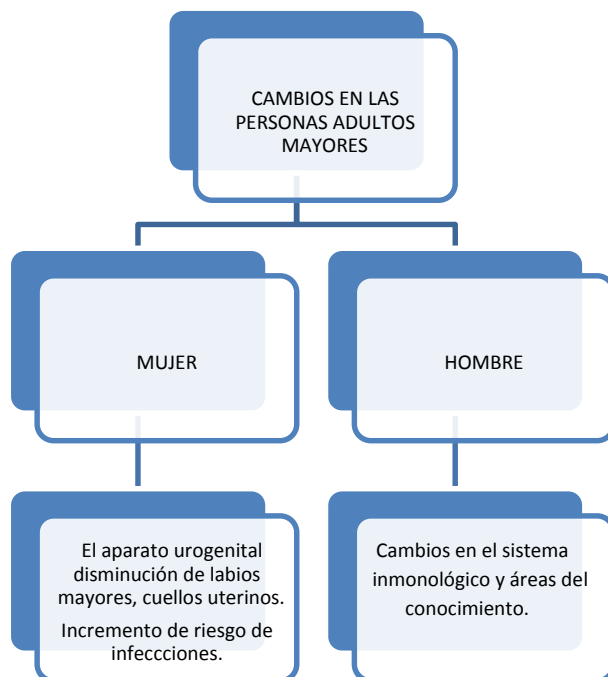 CAMBIOS EN LAS
PERSONAS ADULTOS
MAYORES
MUJER
HOMBRE
El aparato urogenital
disminución de labios
mayores, cuellos uterinos.
Incremento de riesgo de
infeccciones.
Cambios en el sistema
inmonológico y áreas del
conocimiento.